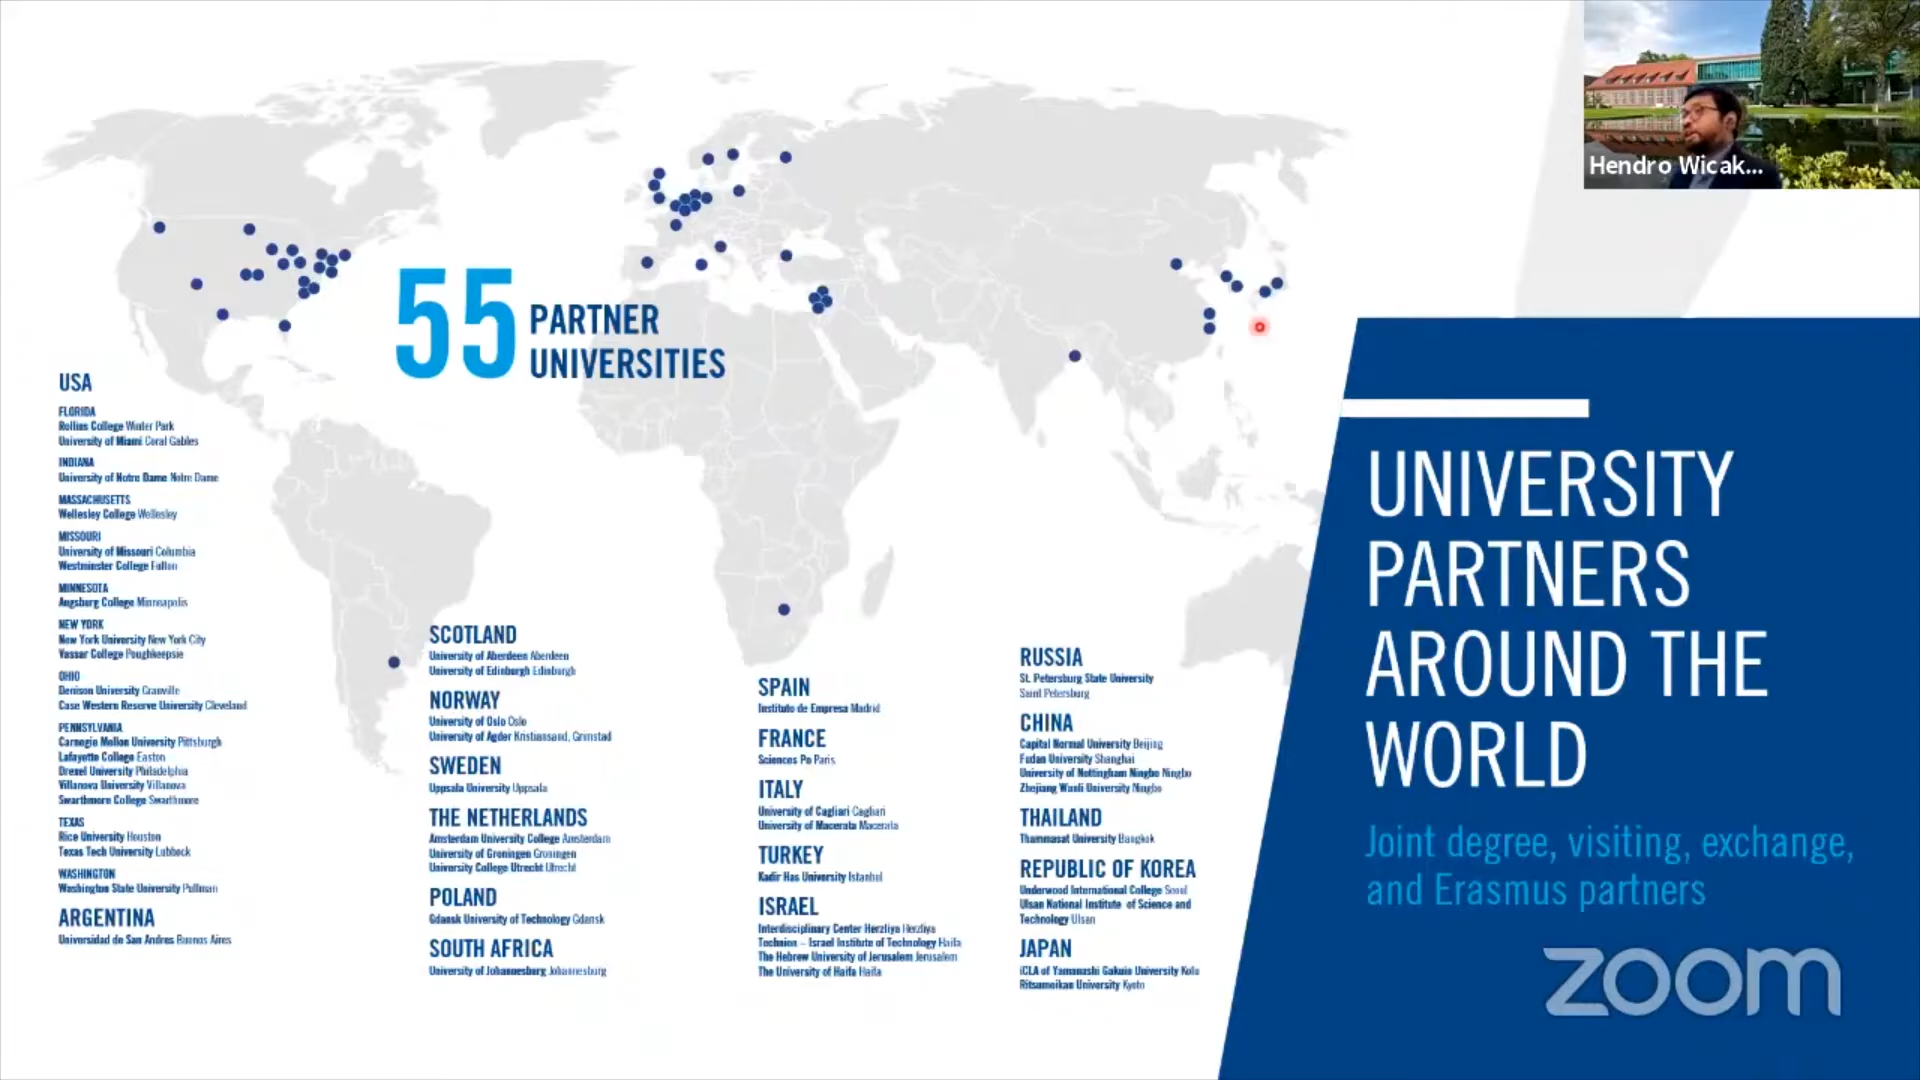 Hendro Wicak...
55 PARTNER
UNIVERSITIES
USA
FLORIDA
Rollins College Winter Park
University of Miami Coral Gables
INDIANA
University of Notre Dame Notre Dame
MASSACHUSETTS
Wellesley College Wellesley
MISSOURI
University of Missouri Columbia
Westminster College Fulton
MINNESOTA
Augsburg College Minneapolis
NEW YORK
New York University New York City
Vassar College Poughkeepsie
OHIO
Denison University Granville
Case Western Reserve University Cleveland
PENNSYLVANIA
Carnegie Mellon University Pittsburgh
Lafayette College Easton
Drexel University Philadelphia
Villanova University Villanova
Swarthmore College Swarthmore
TEXAS
Rice University Houston
Texas Tech University Lubbock
WASHINGTON
Washington State University Pullman
ARGENTINA
Universidad de San Andres Buenos Aires
SCOTLAND
University of Aberdeen Aberdeen
University of Edinburgh Edinburgh
NORWAY
University of Oslo Oslo
University of Agder Kristiansand, Grimstad
SWEDEN
Uppsala University Uppsala
THE NETHERLANDS
Amsterdam University College Amsterdam
University of Groningen Groningen
University College Utrecht Utrecht
POLAND
Gdansk University of Technology Gdansk
SOUTH AFRICA
University of Johannesburg Johannesburg
SPAIN
Instituto de Empresa Madrid
FRANCE
Sciences Po Paris
ITALY
University of Cagliari Cagliari
University of Macerata Macerata
TURKEY
Kadir Has University Istanbul
ISRAEL
Interdisciplinary Center Herzliya Herzliya
Technion – Israel Institute of Technology Haifa
The Hebrew University of Jerusalem Jerusalem
The University of Haifa Haifa
RUSSIA
St. Petersburg State University
Saint Petersburg
CHINA
Capital Normal University Beijing
Fudan University Shanghai
University of Nottingham Ningbo Ningbo
Zhejiang Wanli University Ningbo
THAILAND
Thammasat University Bangkok
REPUBLIC OF KOREA
Underwood International College Seoul
Ulsan National Institute of Science and
Technology Ulsan
JAPAN
iCLA of Yamanashi Gakuin University Kofu
Ritsumeikan University Kyoto
UNIVERSITY
PARTNERS
AROUND THE
WORLD
Joint degree, visiting, exchange,
and Erasmus partners
zoom